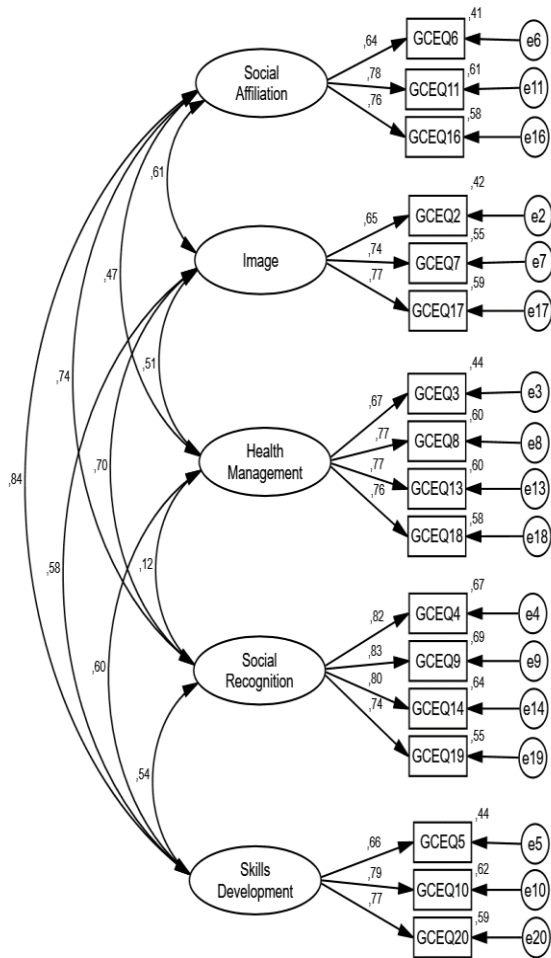 ,41
,64
GCEQ6
e6
Social
Affiliation
,78
,61
GCEQ11
e11
,76
,58
GCEQ16
e16
,61
,42
,65
GCEQ2
e2
Image
,74
,55
GCEQ7
e7
,77
,59
GCEQ17
e17
,47
,51
,44
,67
GCEQ3
e3
,74
,60
,77
GCEQ8
e8
Health
Management
,77
,60
GCEQ13
e13
,76
,58
GCEQ18
e18
,84
,70
,58
,12
,67
,82
GCEQ4
e4
,60
Social
Recognition
,83
,69
GCEQ9
e9
,80
,64
GCEQ14
e14
,74
,55
GCEQ19
e19
,54
,44
,66
GCEQ5
e5
Skills
Development
,79
,62
GCEQ10
e10
,77
,59
GCEQ20
e20